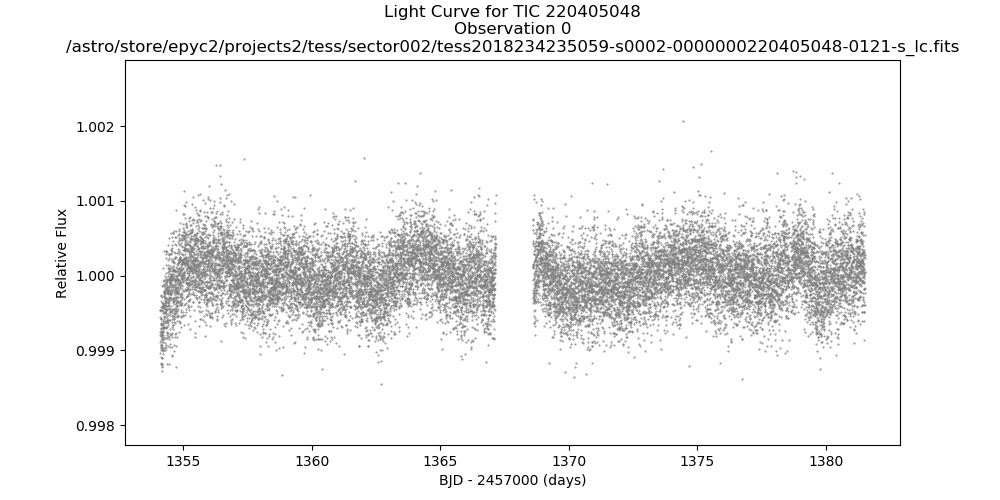 Light Curve for TIC 220405048
Observation 0
/astro/store/epyc2/projects2/tess/sector002/tess2018234235059-s0002-0000000220405048-0121-s_lc.fits
1.002
1.001
1.000
0.999
0.998
Relative Flux
1355
1360
1365
1370
1375
1380
BJD - 2457000 (days)